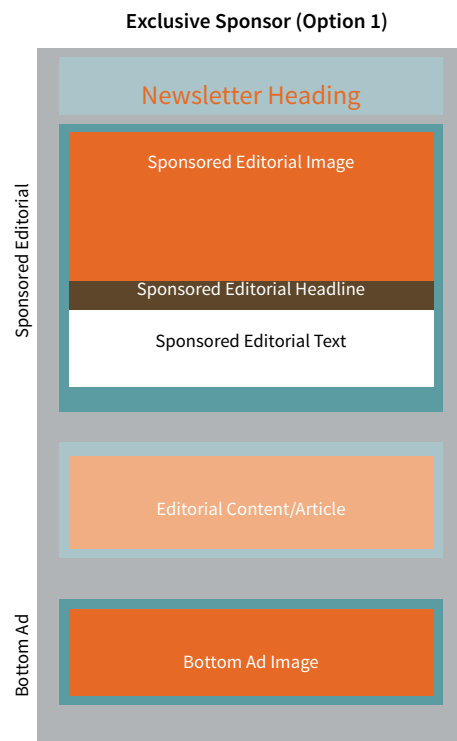 Exclusive Sponsor (Option 1)
Newsletter Heading
Sponsored Editorial
Sponsored Editorial Image
Sponsored Editorial Headline
Sponsored Editorial Text
Editorial Content/Article
Bottom Ad
Bottom Ad Image